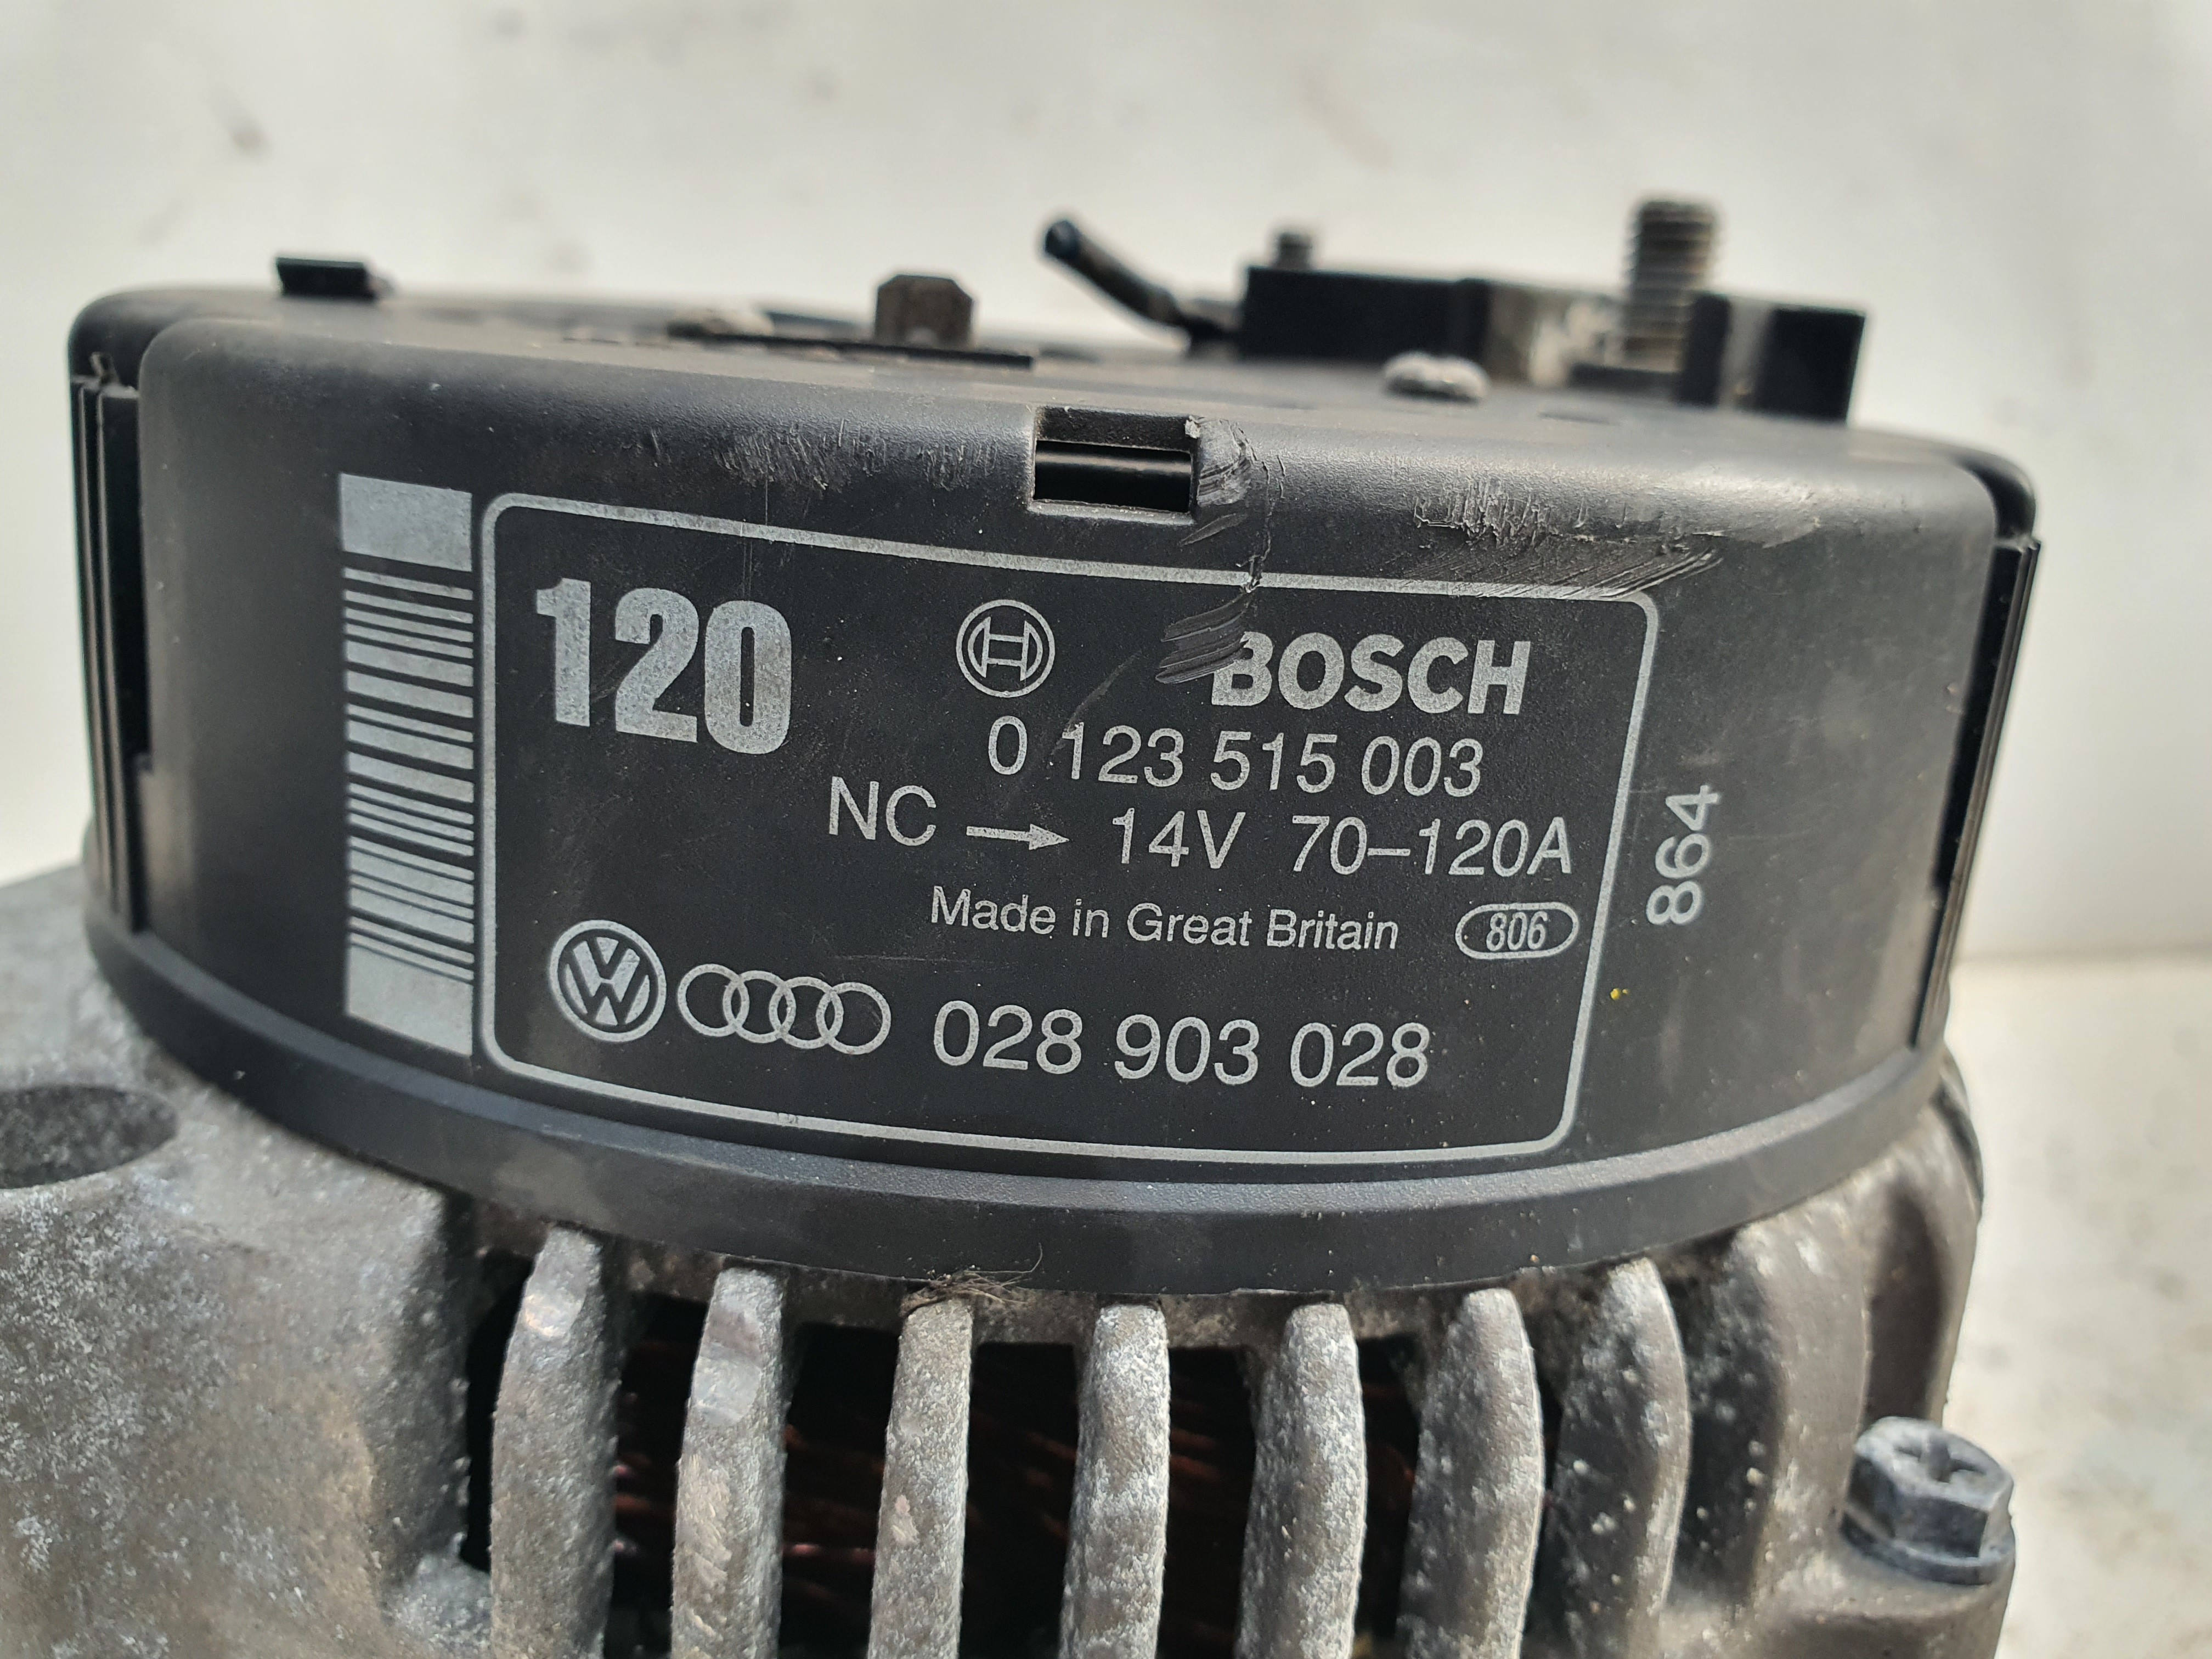 120
BOSCH
0 123 515 003
NC → 14V 70–120A
Made in Great Britain 806
VW 028 903 028
864